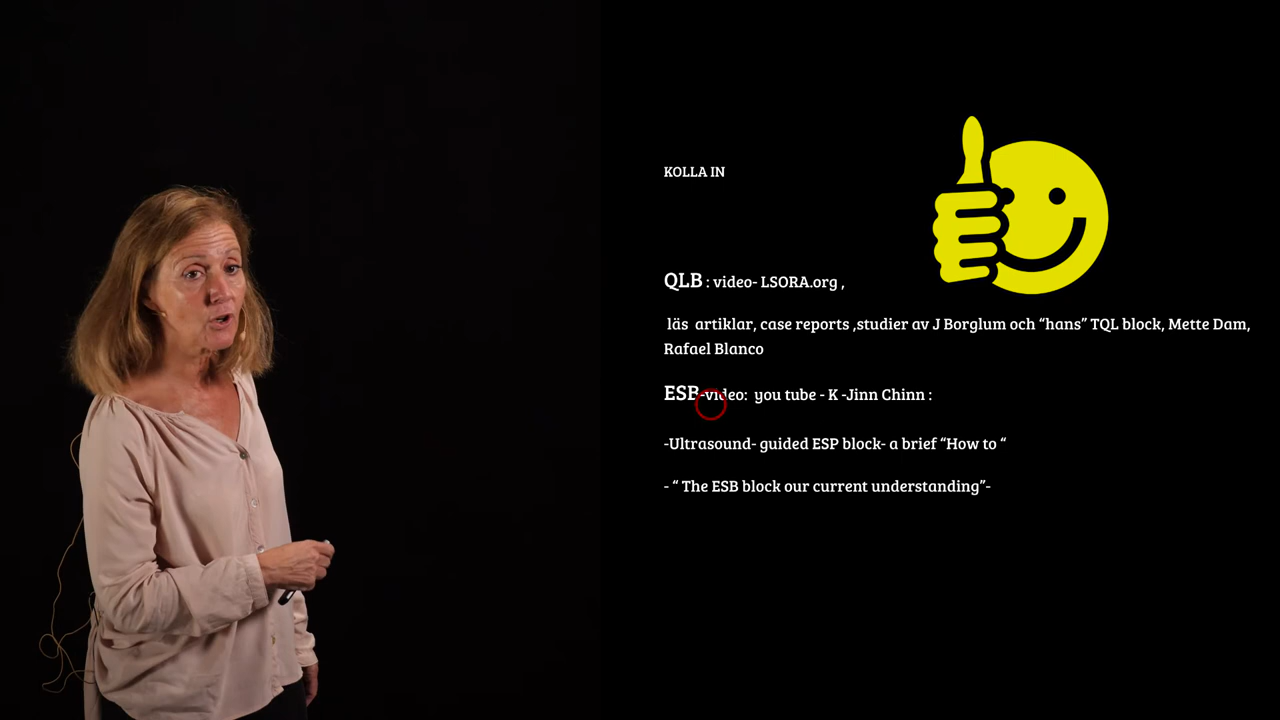 KOLLA IN
QLB : video- LSORA.org ,
läs artiklar, case reports ,studier av J Borglum och “hans” TQL block, Mette Dam,
Rafael Blanco
ESB-video: you tube - K -Jinn Chinn :
-Ultrasound- guided ESP block- a brief “How to “
- “ The ESB block our current understanding”-